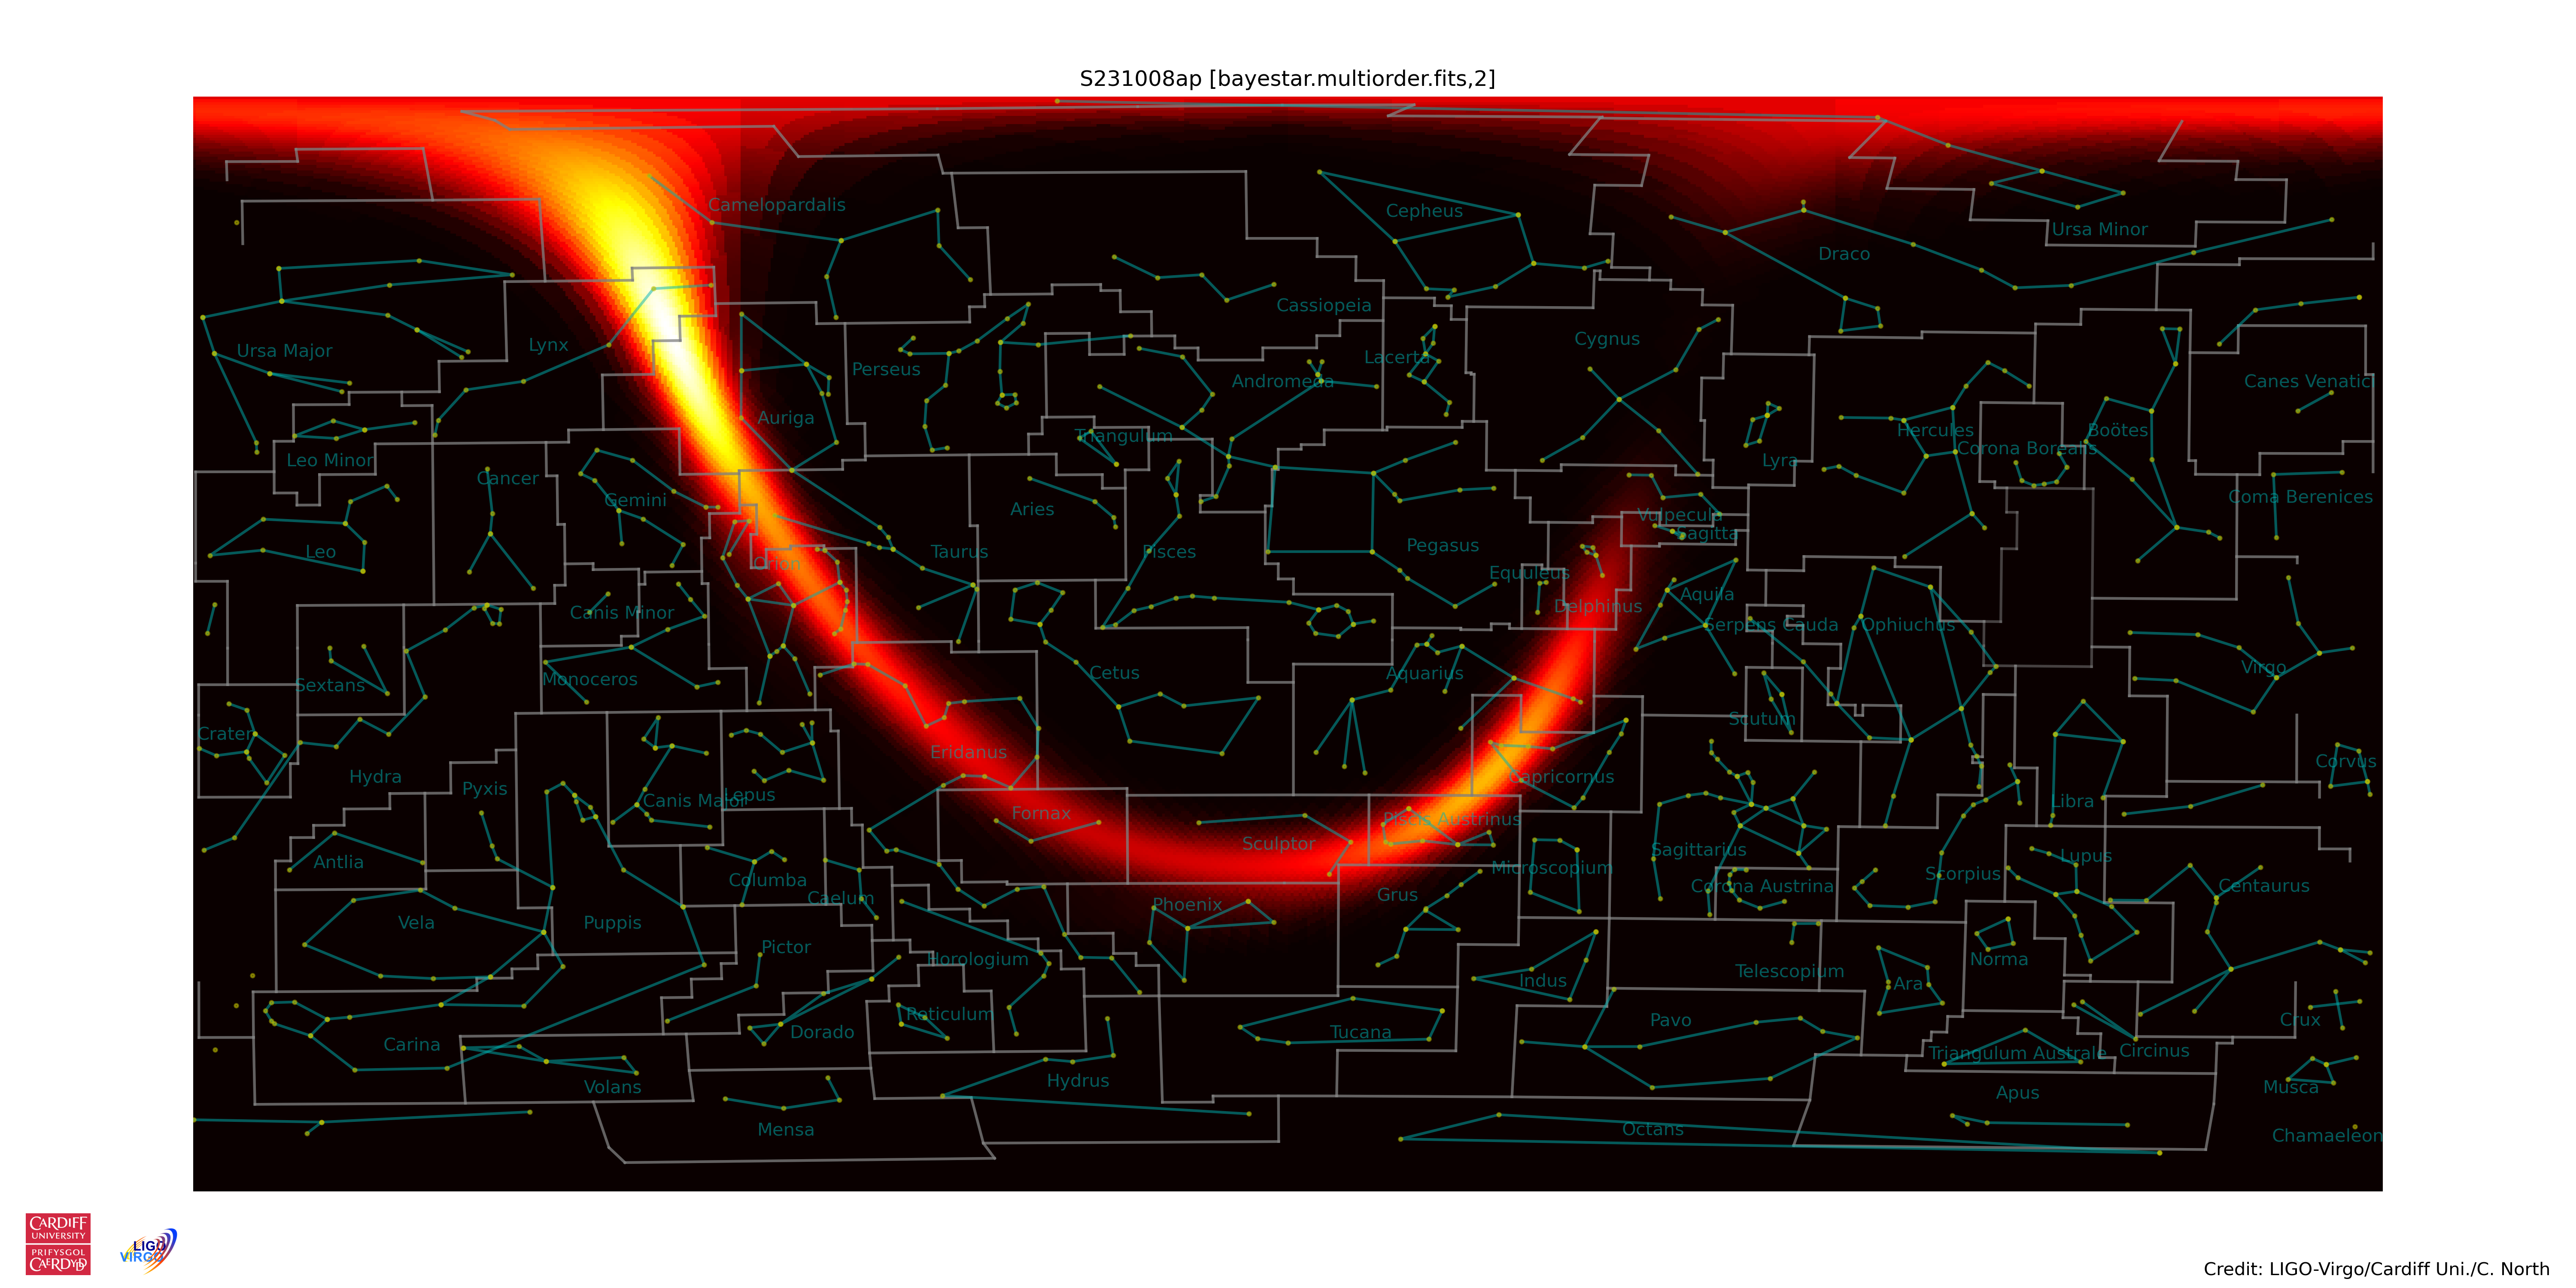 S231008ap [bayestar.multiorder.fits,2]
Camelopardalis
Cepheus
Ursa Minor
Draco
Cassiopeia
Cygnus
Ursa Major
Lynx
Lacerta
Perseus
Andromeda
Canes Venatici
Auriga
Triangulum
Hercules
Boötes
Corona Borealis
Leo Minor
Lyra
Cancer
Gemini
Coma Berenices
Aries
Vulpecula
Sagitta
Leo
Taurus
Pisces
Pegasus
Orion
Equuleus
Delphinus
Aquila
Canis Minor
Serpens Cauda
Ophiuchus
Virgo
Cetus
Aquarius
Monoceros
Sextans
Scutum
Crater
Eridanus
Corvus
Hydra
Capricornus
Pyxis
Lepus
Canis Major
Libra
Fornax
Piscis Austrinus
Sculptor
Sagittarius
Lupus
Antlia
Microscopium
Scorpius
Columba
Corona Austrina
Centaurus
Grus
Caelum
Phoenix
Vela
Puppis
Pictor
Horologium
Norma
Telescopium
Indus
Ara
Reticulum
Pavo
Crux
Dorado
Tucana
Carina
Circinus
Triangulum Australe
Hydrus
Volans
Musca
Apus
Mensa
Octans
Chamaeleon
CARDIFF
UNIVERSITY
PRIFYSGOL
CAERDYDD
LIGO
VIRGO
Credit: LIGO-Virgo/Cardiff Uni./C. North